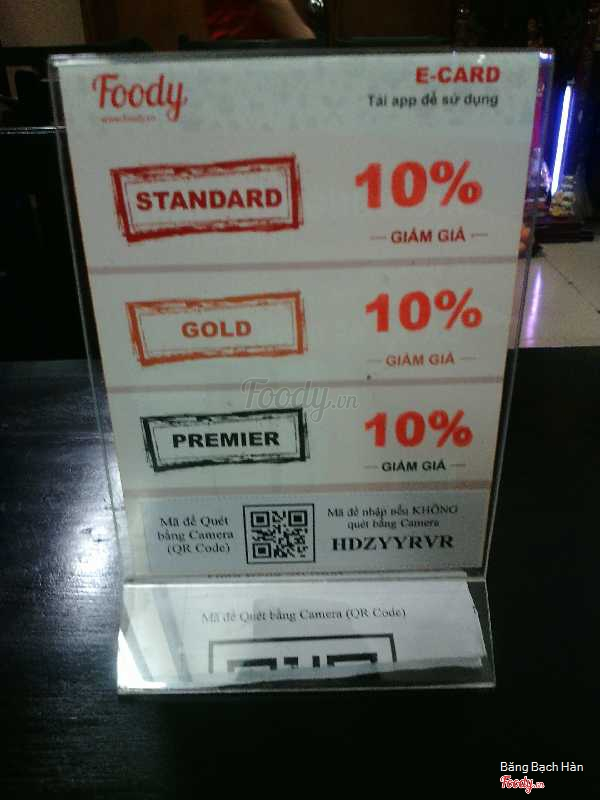 Foody
www.foody.vn
E-CARD
Tải app để sử dụng
STANDARD
10%
GIẢM GIÁ
GOLD
10%
GIẢM GIÁ
Foody.vn
PREMIER
10%
GIẢM GIÁ
Mã để Quét
bằng Camera
(QR Code)
Mã để nhập nếu KHÔNG
quét bằng Camera
HDZYYRVR
Mã để Quét bằng Camera (QR Code)
Băng Bạch Hàn
Foody.vn